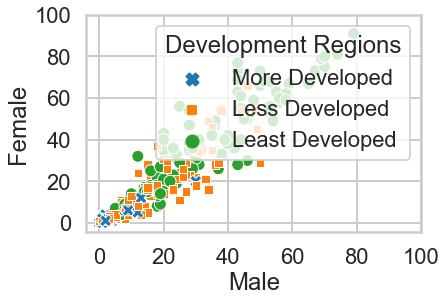 100
80
60
40
20
0
Female
Development Regions
More Developed
Less Developed
Least Developed
0 20 40 60 80 100
Male